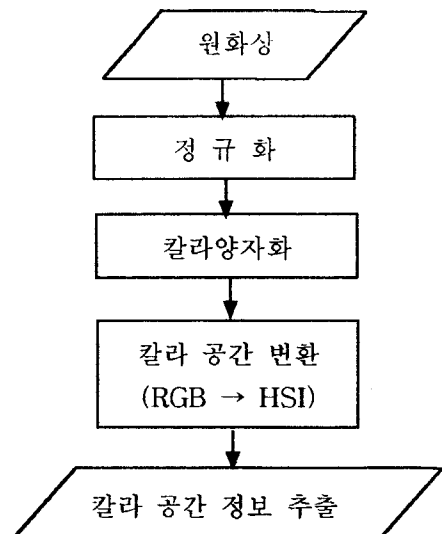 원화상
정 규 화
칼라양자화
칼라 공간 변환
(RGB → HSI)
칼라 공간 정보 추출